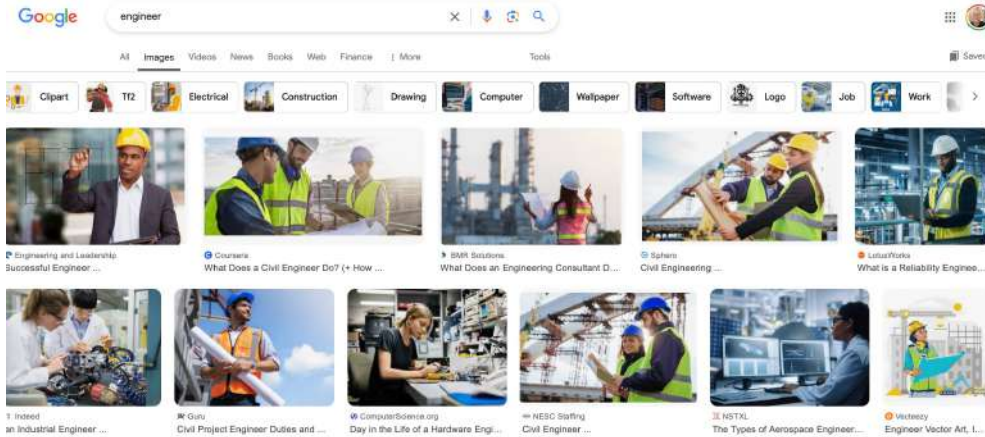 Google
engineer
All Images Videos News Books Web Finance | More Tools
Saved
Clipart Tf2 Electrical Construction Drawing Computer Wallpaper Software Logo Job Work
Engineering and Leadership
Successful Engineer ...
Coursera
What Does a Civil Engineer Do? (+ How ...
BMR Solutions
What Does an Engineering Consultant D...
Sphero
Civil Engineering ...
LotusWorks
What is a Reliability Enginee...
Indeed
an Industrial Engineer ...
Guru
Civil Project Engineer Duties and ...
ComputerScience.org
Day in the Life of a Hardware Engi...
NESC Staffing
Civil Engineer ...
NSTXL
The Types of Aerospace Engineer...
Vecteezy
Engineer Vector Art, I...